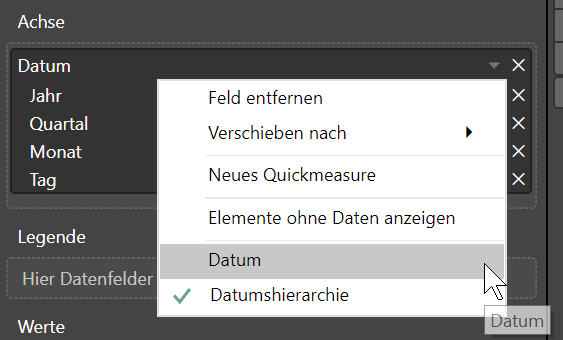 Achse
Datum
Jahr
Quartal
Monat
Tag
Feld entfernen
Verschieben nach
Neues Quickmeasure
Elemente ohne Daten anzeigen
Datum
Datumshierarchie
Legende
Hier Datenfelder
Werte
Datum